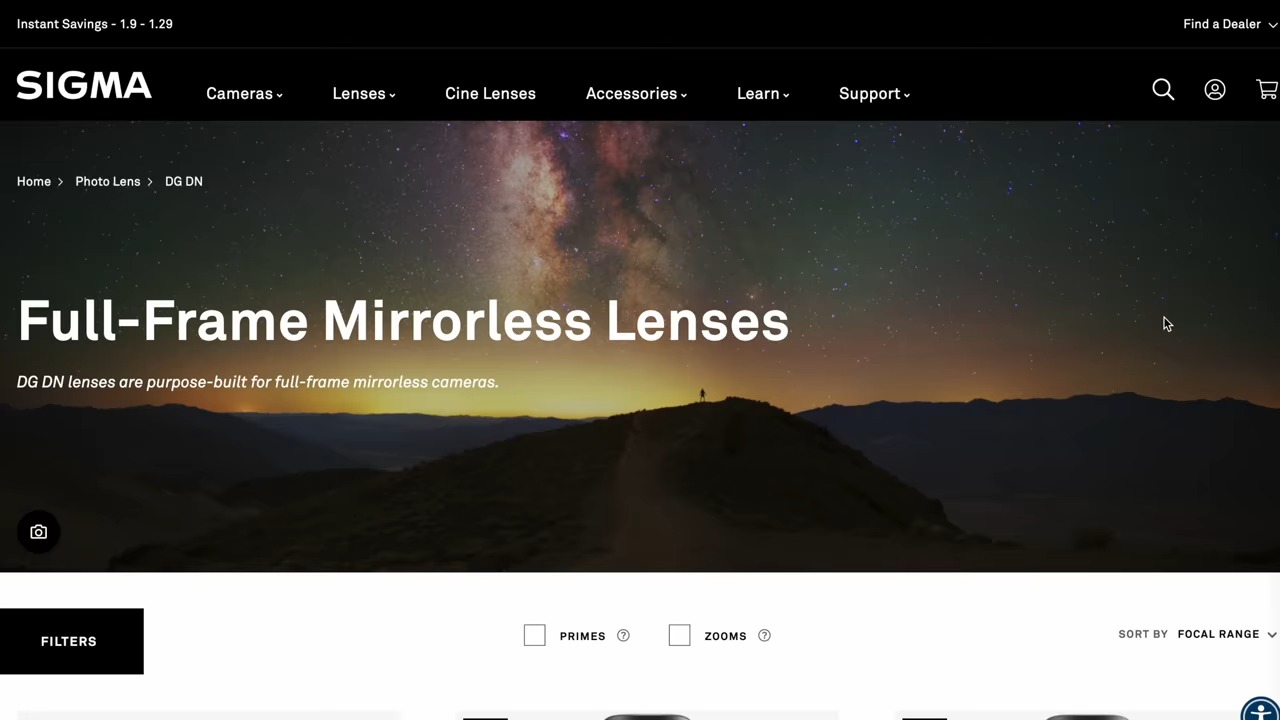 Instant Savings - 1.9 - 1.29
Find a Dealer
SIGMA
Cameras
Lenses
Cine Lenses
Accessories
Learn
Support
Home > Photo Lens > DG DN
Full-Frame Mirrorless Lenses
DG DN lenses are purpose-built for full-frame mirrorless cameras.
FILTERS
PRIMES ?
ZOOMS ?
SORT BY FOCAL RANGE